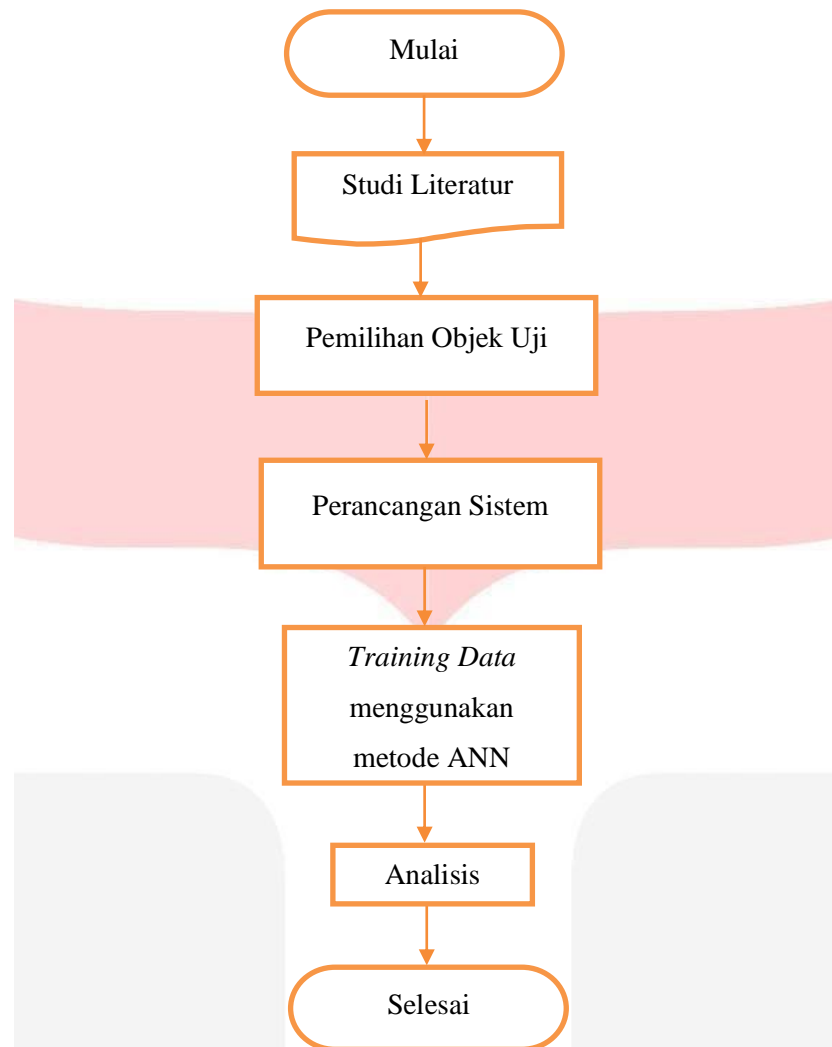 Mulai
Studi Literatur
Pemilihan Objek Uji
Perancangan Sistem
Training Data
menggunakan
metode ANN
Analisis
Selesai